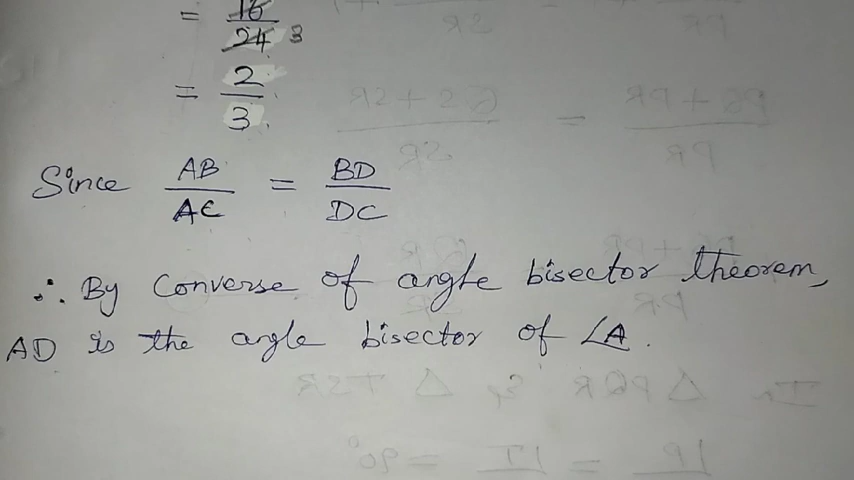 = 16/24 3
= 2/3
Since AB/AC = BD/DC
∴ By Converse of angle bisector theorem,
AD is the angle bisector of ∠A.